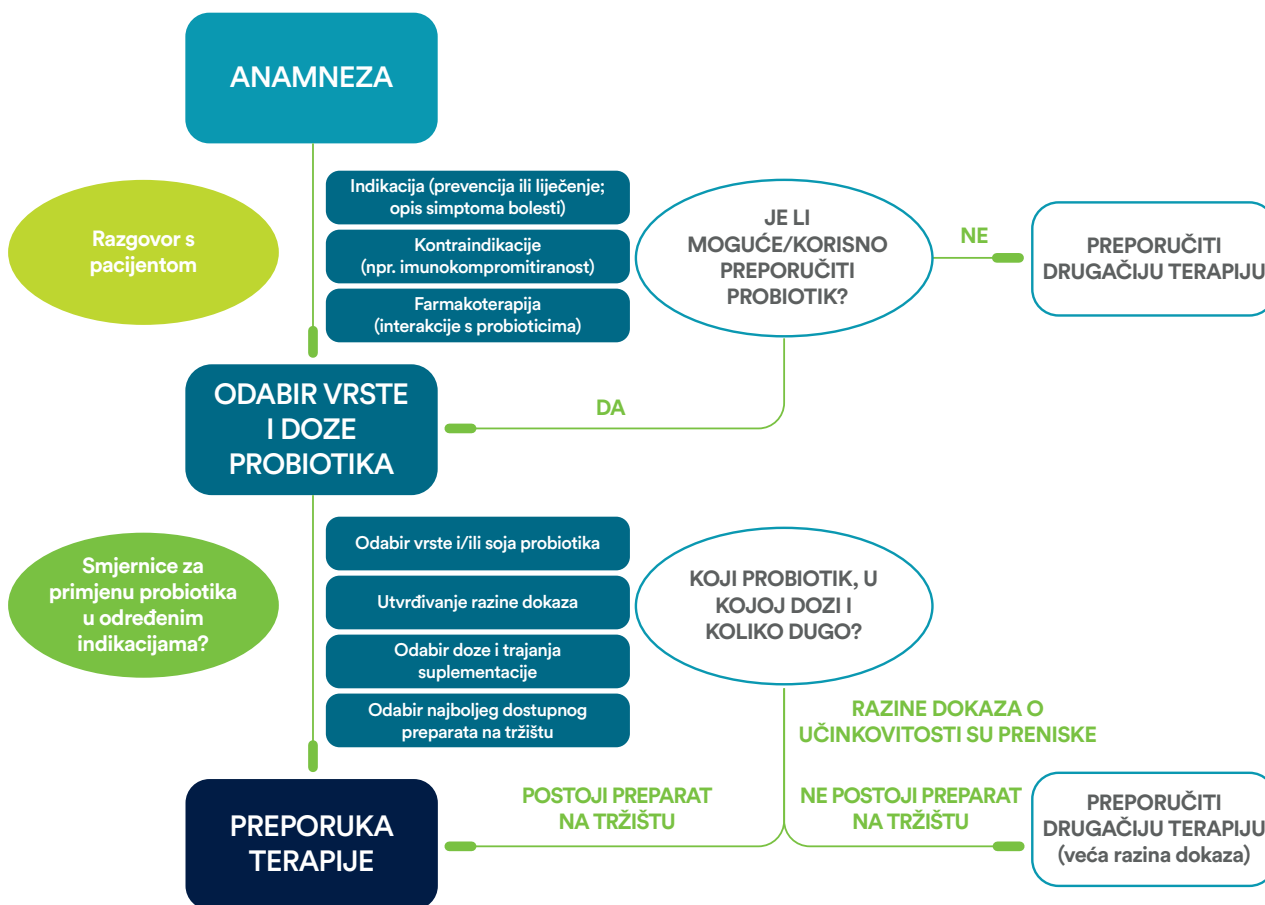 ANAMNEZA
Razgovor s
pacijentom
Indikacija (prevencija ili liječenje;
opis simptoma bolesti)
Kontraindikacije
(npr. imunokompromitiranost)
Farmakoterapija
(interakcije s probioticima)
JE LI
MOGUĆE/KORISNO
PREPORUČITI
PROBIOTIK?
NE
PREPORUČITI
DRUGAČIJU TERAPIJU
DA
ODABIR VRSTE
I DOZE
PROBIOTIKA
Smjernice za
primjenu probiotika
u određenim
indikacijama?
Odabir vrste i/ili soja probiotika
Utvrđivanje razine dokaza
Odabir doze i trajanja
suplementacije
Odabir najboljeg dostupnog
preparata na tržištu
KOJI PROBIOTIK, U
KOJOJ DOZI I
KOLIKO DUGO?
RAZINE DOKAZA O
UČINKOVITOSTI SU PRENISKE
POSTOJI PREPARAT
NA TRŽIŠTU
NE POSTOJI PREPARAT
NA TRŽIŠTU
PREPORUKA
TERAPIJE
PREPORUČITI
DRUGAČIJU TERAPIJU
(veća razina dokaza)